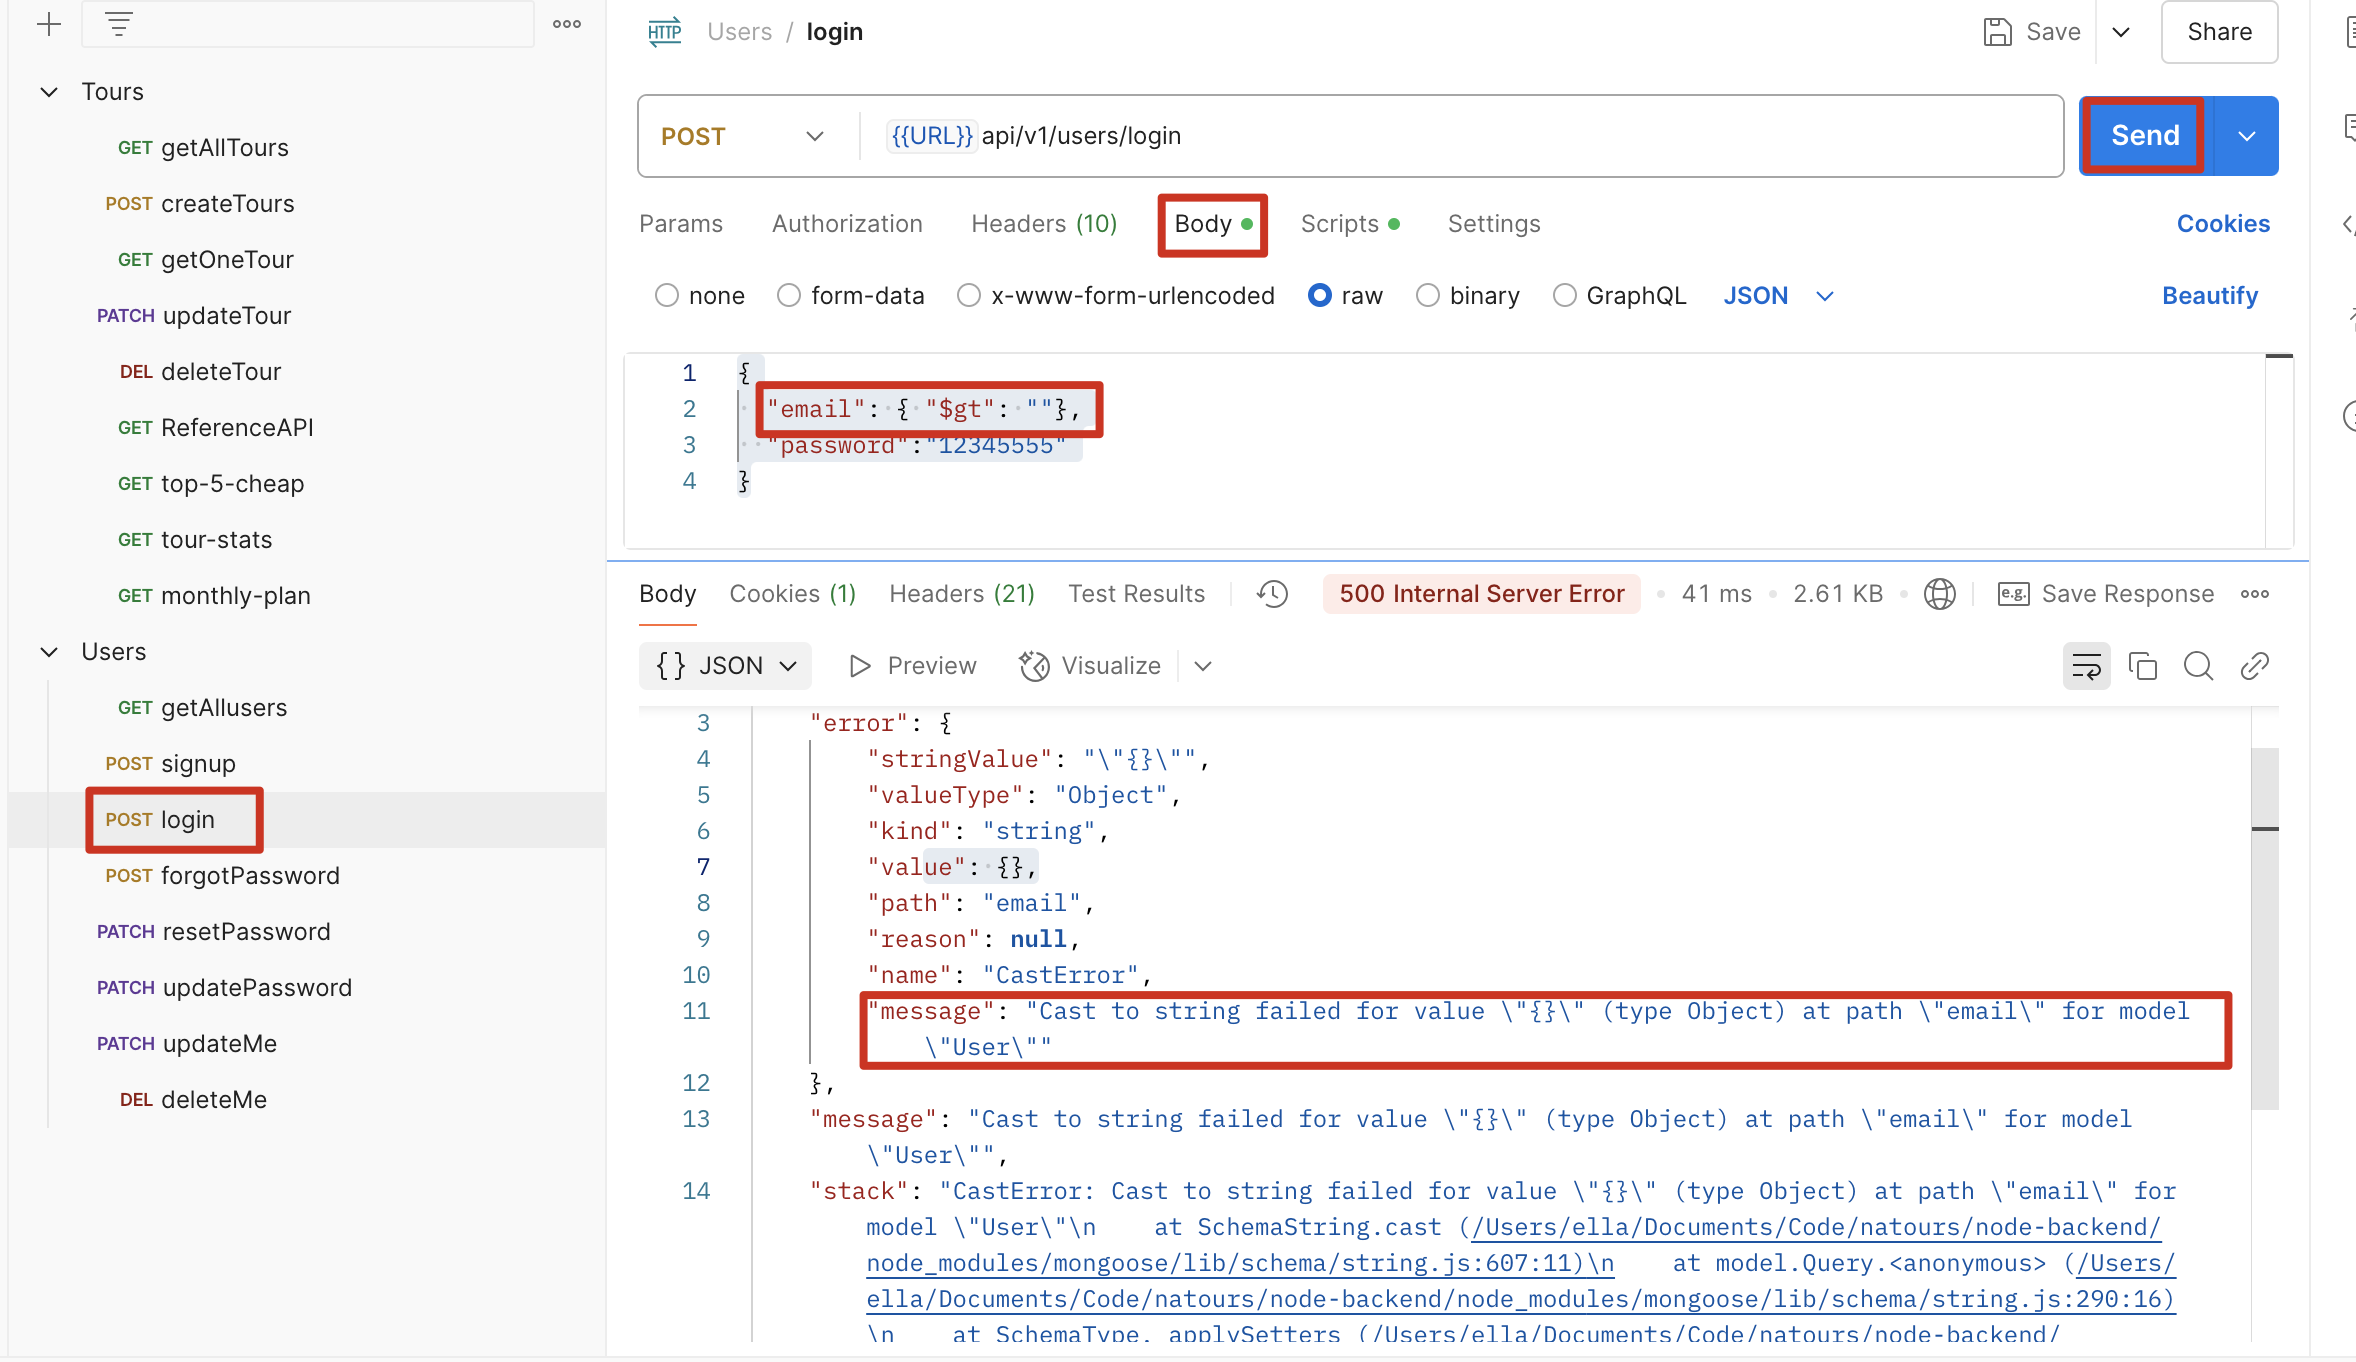 Tours
GET getAllTours
POST createTours
GET getOneTour
PATCH updateTour
DEL deleteTour
GET ReferenceAPI
GET top-5-cheap
GET tour-stats
GET monthly-plan
Users
GET getAllusers
POST signup
POST login
POST forgotPassword
PATCH resetPassword
PATCH updatePassword
PATCH updateMe
DEL deleteMe
HTTP Users / login
Save
Share
POST {{URL}} api/v1/users/login
Send
Params Authorization Headers (10) Body Scripts Settings Cookies
none form-data x-www-form-urlencoded raw binary GraphQL JSON Beautify
1 {
2 "email": { "$gt": ""},
3 "password":"12345555"
4 }
Body Cookies (1) Headers (21) Test Results 500 Internal Server Error 41 ms 2.61 KB e.g. Save Response
{} JSON Preview Visualize
3 "error": {
4 "stringValue": "\"{}\"",
5 "valueType": "Object",
6 "kind": "string",
7 "value": {},
8 "path": "email",
9 "reason": null,
10 "name": "CastError",
11 "message": "Cast to string failed for value \"{}\" (type Object) at path \"email\" for model
\"User\""
12 },
13 "message": "Cast to string failed for value \"{}\" (type Object) at path \"email\" for model
\"User\"",
14 "stack": "CastError: Cast to string failed for value \"{}\" (type Object) at path \"email\" for
model \"User\"\n    at SchemaString.cast (/Users/ella/Documents/Code/natours/node-backend/
node_modules/mongoose/lib/schema/string.js:607:11)\n    at model.Query.<anonymous> (/Users/
ella/Documents/Code/natours/node-backend/node_modules/mongoose/lib/schema/string.js:290:16)
\n    at SchemaType. applySetters (/Users/ella/Documents/Code/natours/node-backend/